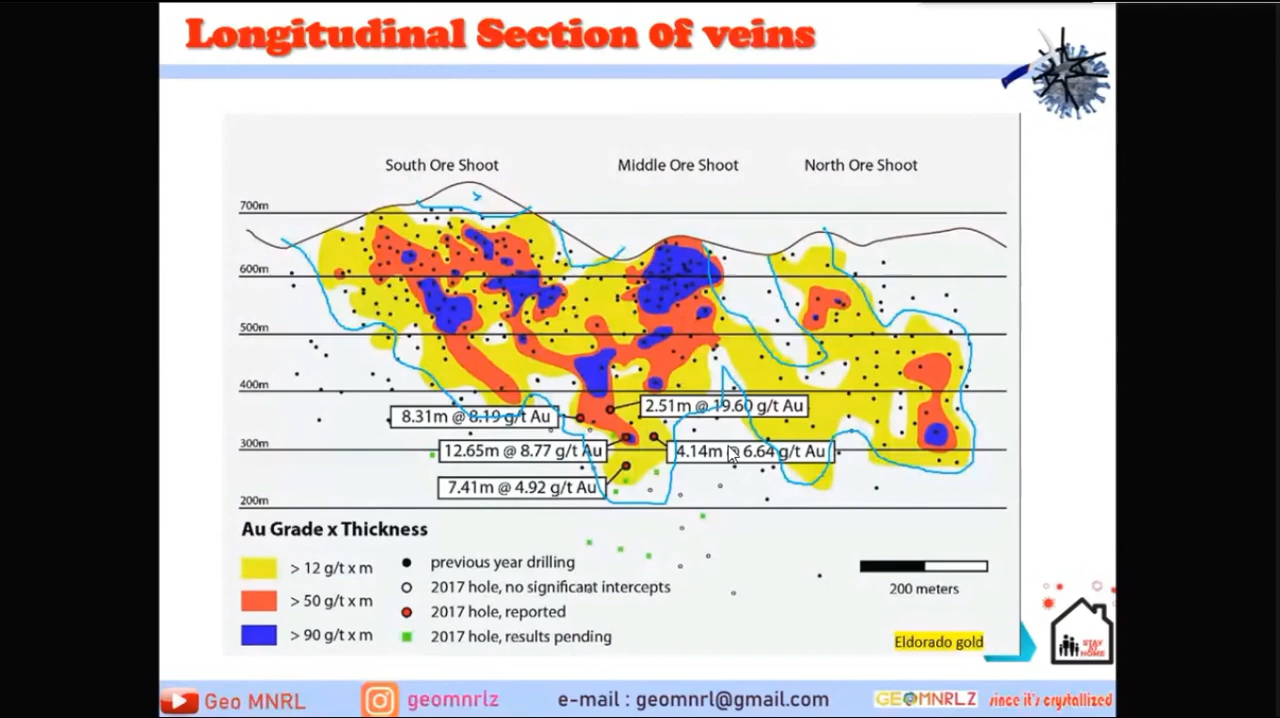 Longitudinal Section 0f veins
South Ore Shoot
Middle Ore Shoot
North Ore Shoot
700m
600m
500m
400m
300m
200m
8.31m @ 8.19 g/t Au
2.51m @ 19.60 g/t Au
12.65m @ 8.77 g/t Au
4.14m @ 6.64 g/t Au
7.41m @ 4.92 g/t Au
Au Grade x Thickness
> 12 g/t x m
> 50 g/t x m
> 90 g/t x m
previous year drilling
2017 hole, no significant intercepts
2017 hole, reported
2017 hole, results pending
200 meters
Eldorado gold
STAY
AT
HOME
Geo MNRL
geomnrlz
e-mail : geomnrl@gmail.com
GEOMNRLZ
since it's crystallized